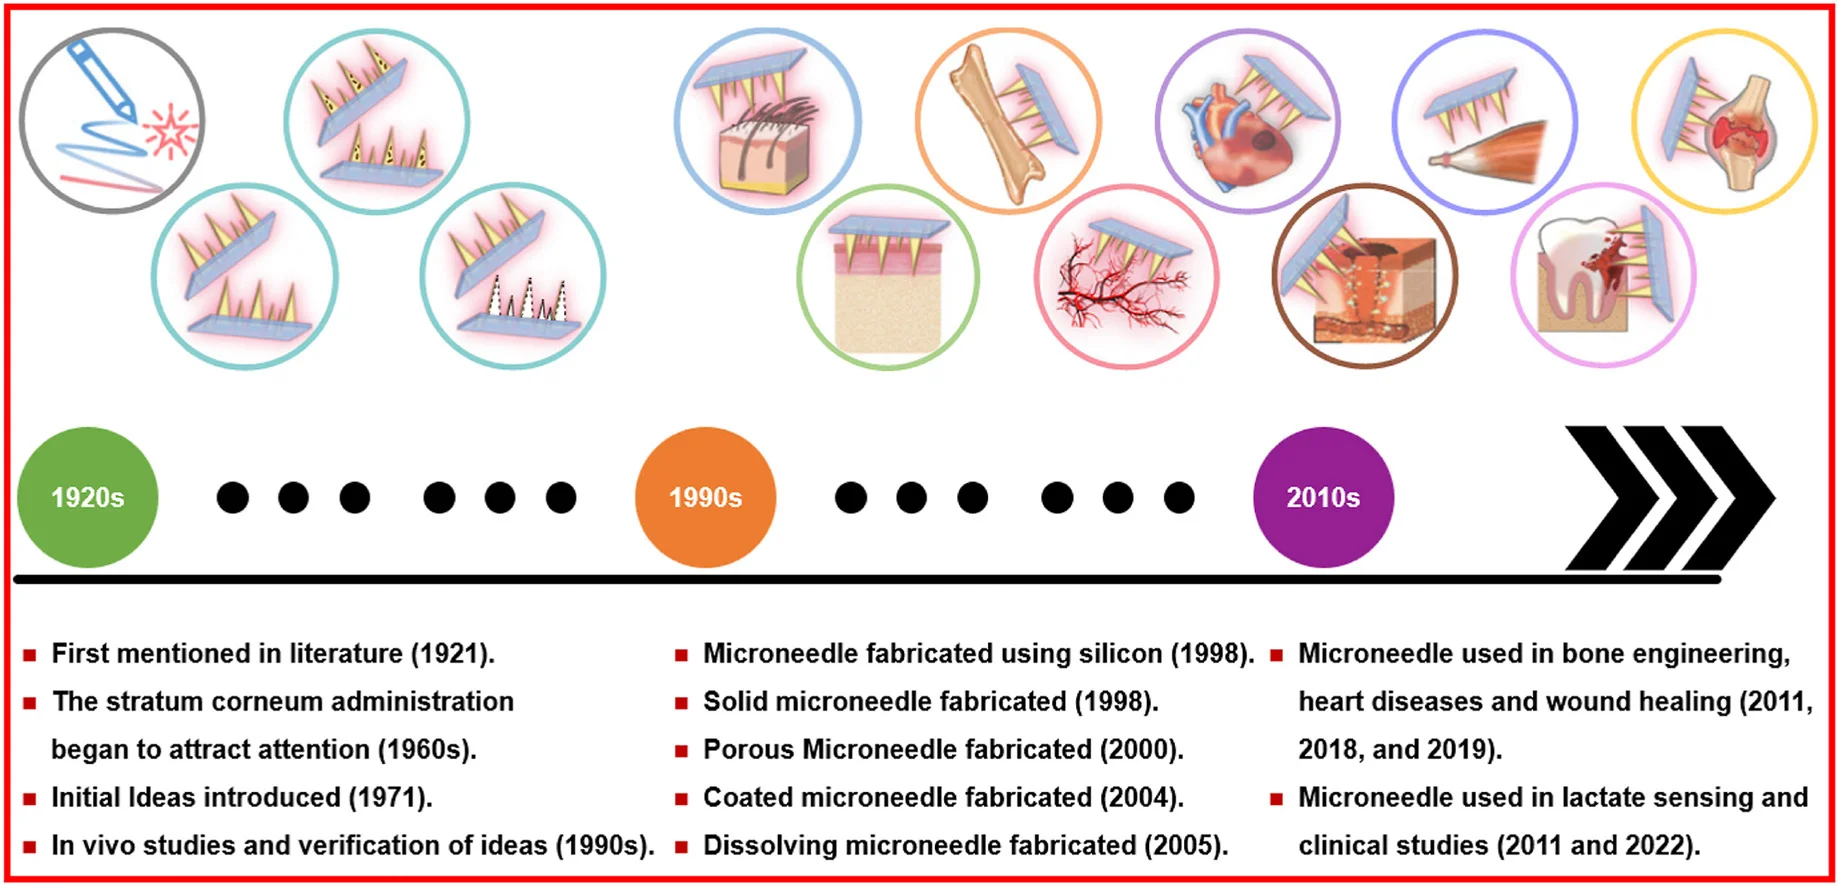 1920s
1990s
2010s
First mentioned in literature (1921).
The stratum corneum administration
began to attract attention (1960s).
Initial Ideas introduced (1971).
In vivo studies and verification of ideas (1990s).
Microneedle fabricated using silicon (1998).
Solid microneedle fabricated (1998).
Porous Microneedle fabricated (2000).
Coated microneedle fabricated (2004).
Dissolving microneedle fabricated (2005).
Microneedle used in bone engineering,
heart diseases and wound healing (2011,
2018, and 2019).
Microneedle used in lactate sensing and
clinical studies (2011 and 2022).